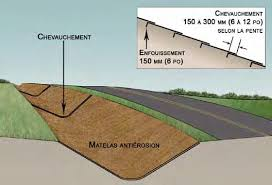 CHEVAUCHEMENT
CHEVAUCHEMENT
150 À 300 MM (6 À 12 PO)
SELON LA PENTE
ENFOUISSEMENT
150 MM (6 PO)
MATELAS ANTIÉROSION